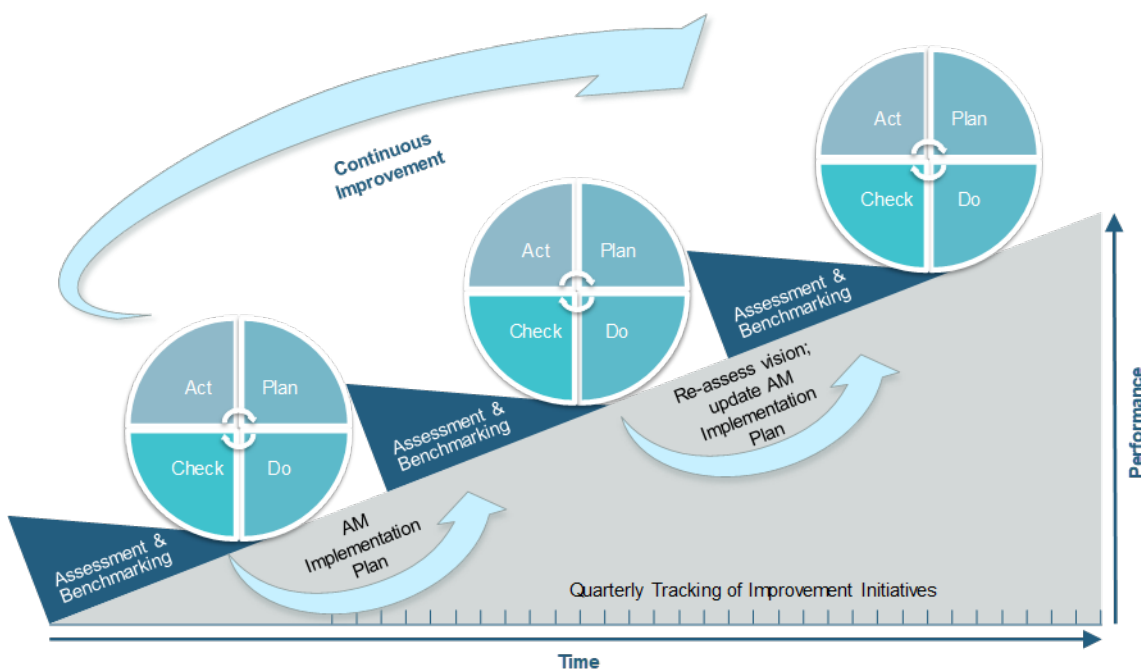 Continuous
Improvement
Act
Plan
Check
Do
Act
Plan
Check
Do
Act
Plan
Check
Do
Assessment &
Benchmarking
Assessment &
Benchmarking
Assessment &
Benchmarking
AM
Implementation
Plan
Re-assess vision;
update AM
Implementation
Plan
Quarterly Tracking of Improvement Initiatives
Time
Performance